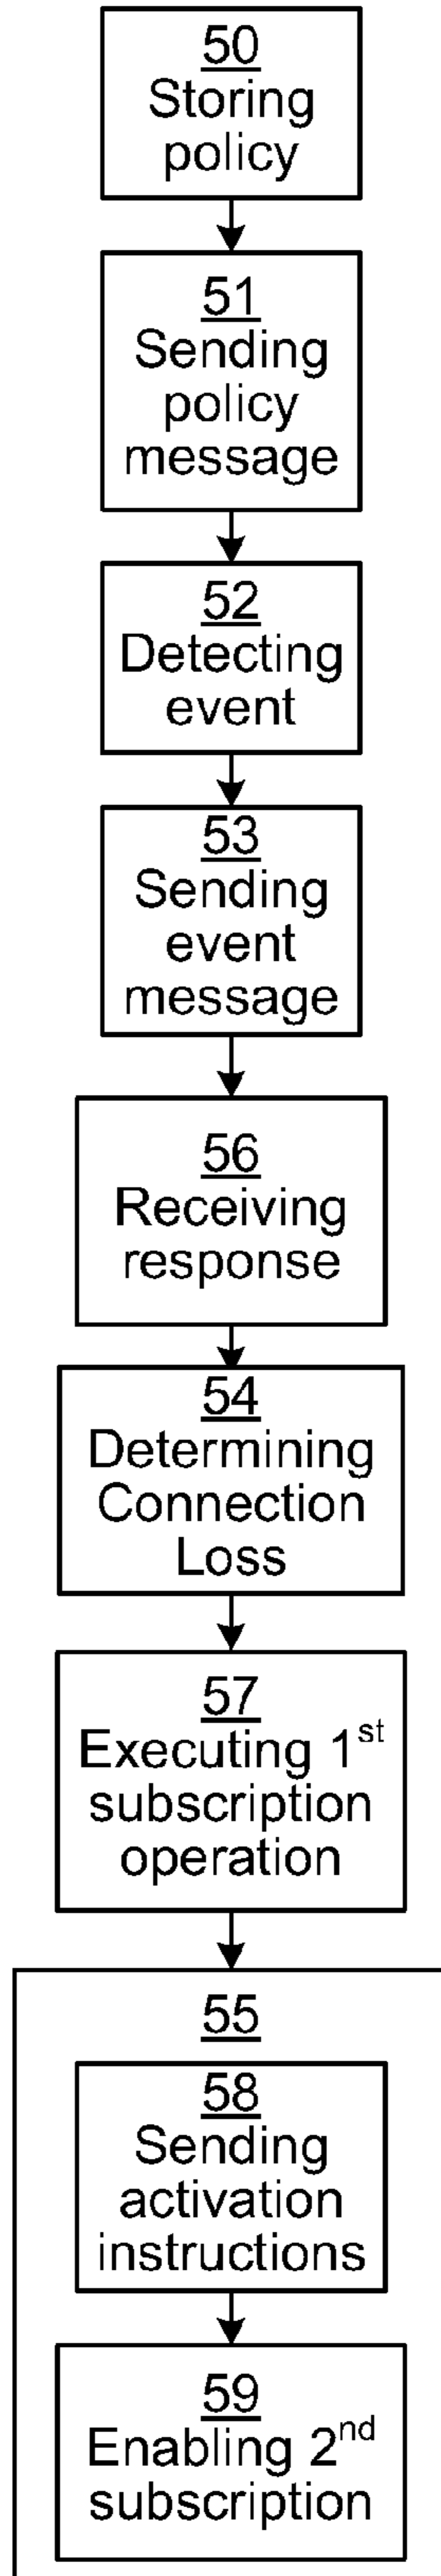 50
Storing
policy
51
Sending
policy
message
52
Detecting
event
53
Sending
event
message
56
Receiving
response
54
Determining
Connection
Loss
57
Executing 1st
subscription
operation
55
58
Sending
activation
instructions
59
Enabling 2nd
subscription